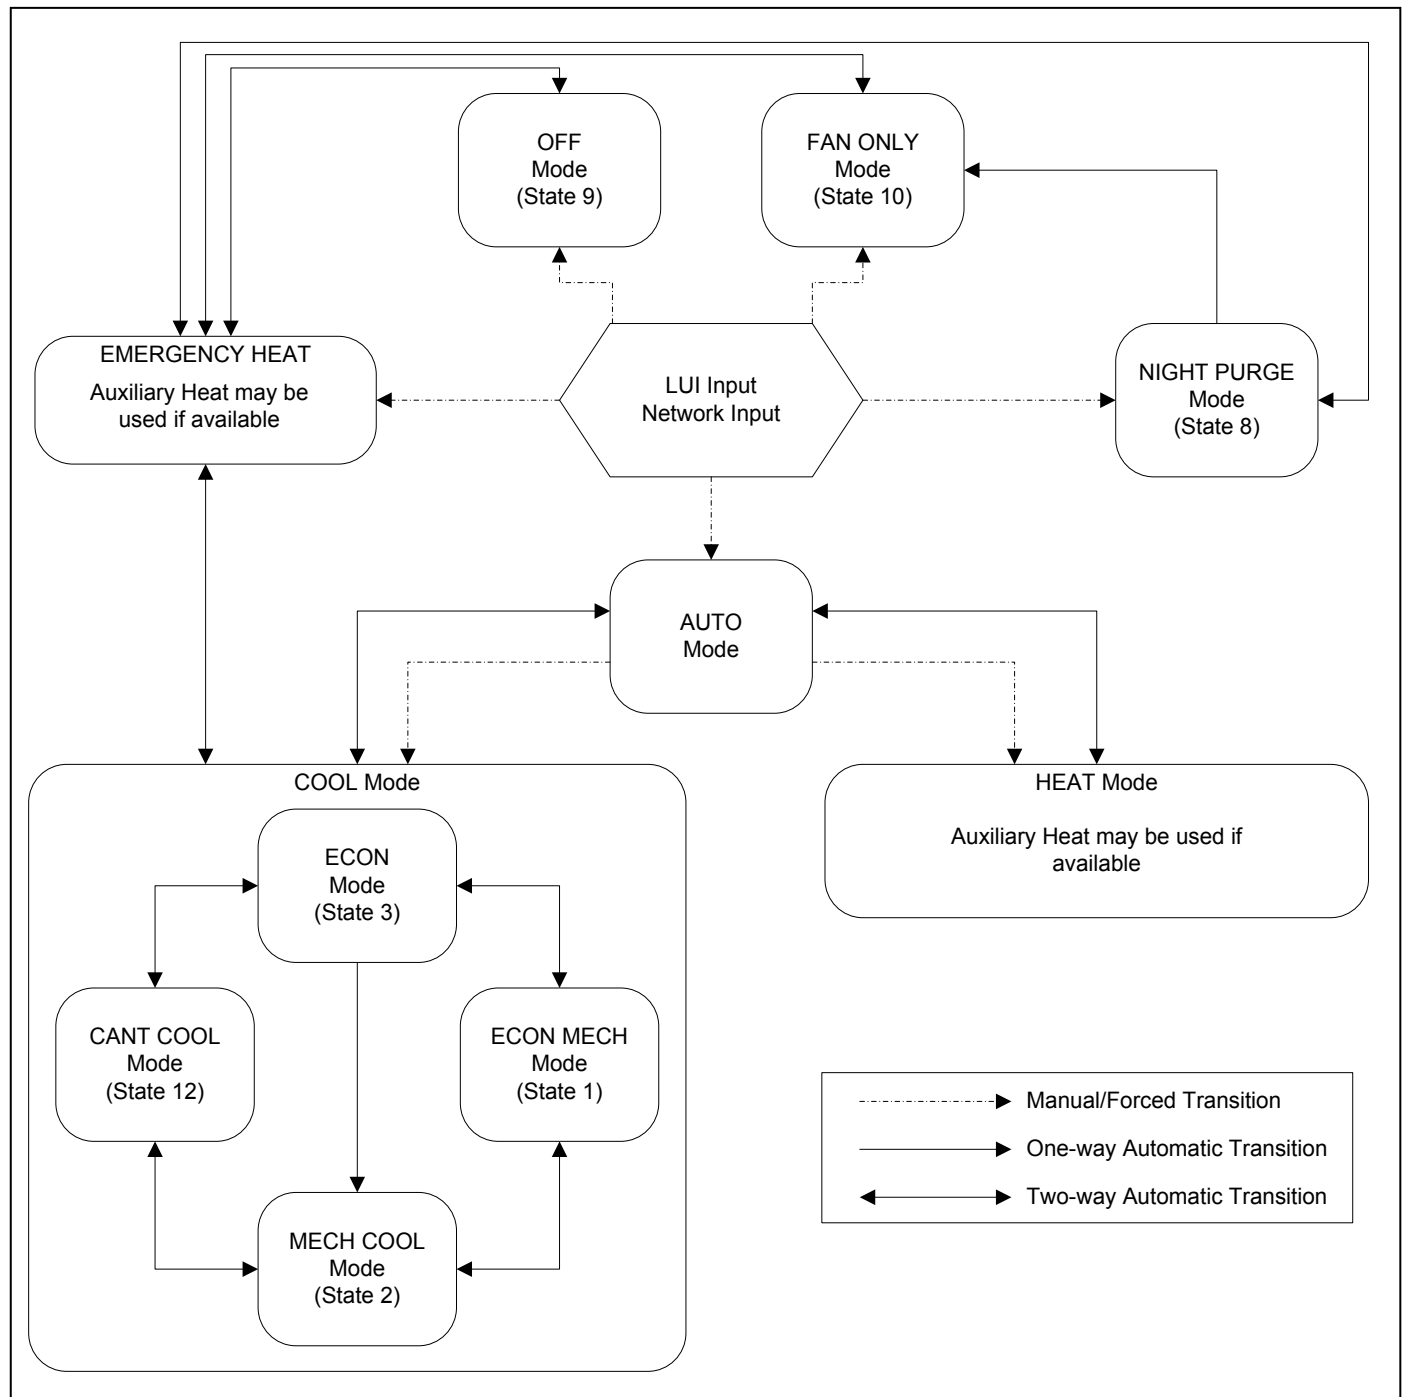 OFF
Mode
(State 9)
FAN ONLY
Mode
(State 10)
EMERGENCY HEAT
Auxiliary Heat may be
used if available
LUI Input
Network Input
NIGHT PURGE
Mode
(State 8)
AUTO
Mode
COOL Mode
ECON
Mode
(State 3)
CANT COOL
Mode
(State 12)
ECON MECH
Mode
(State 1)
MECH COOL
Mode
(State 2)
HEAT Mode
Auxiliary Heat may be used if
available
Manual/Forced Transition
One-way Automatic Transition
Two-way Automatic Transition